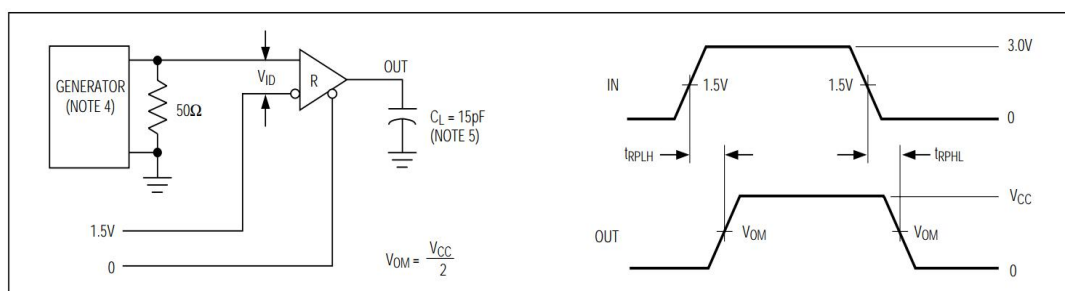 GENERATOR
(NOTE 4)
50Ω
V_ID
R
OUT
C_L = 15pF
(NOTE 5)
1.5V
0
V_OM = V_CC / 2
IN
1.5V
1.5V
3.0V
0
t_RPLH
t_RPHL
OUT
V_OM
V_OM
V_CC
0